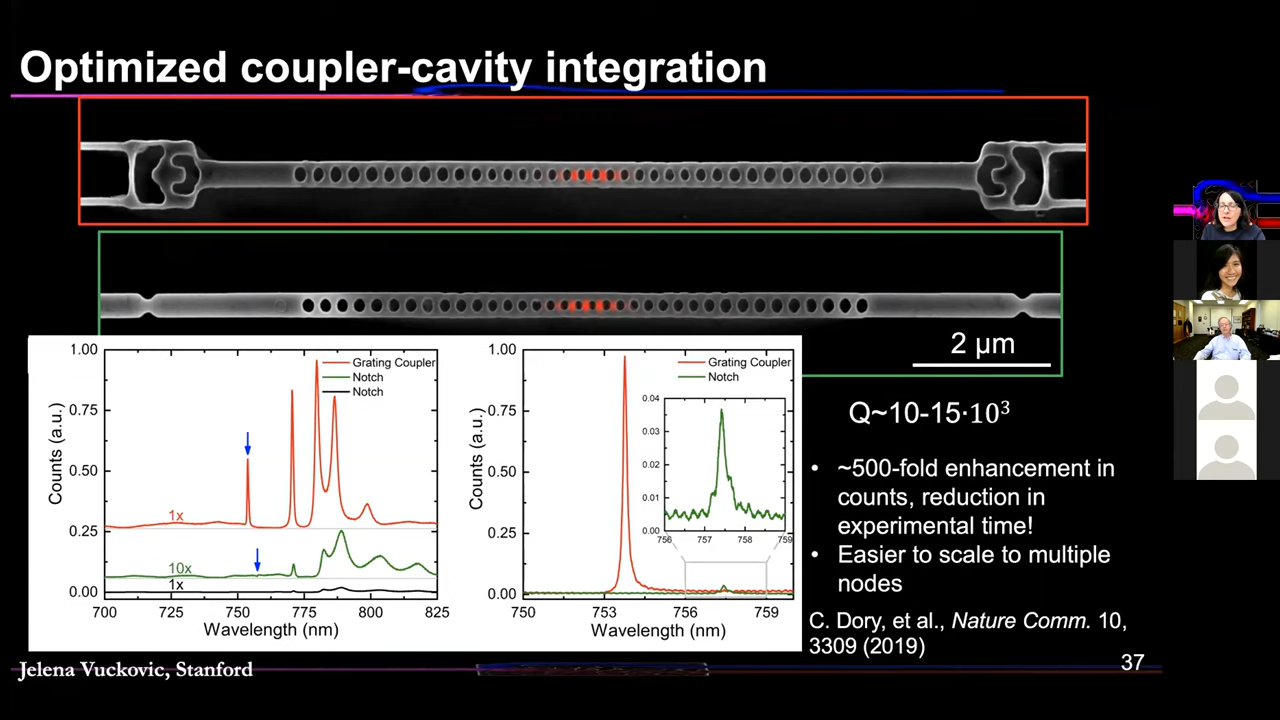 Optimized coupler-cavity integration
2 μm
1.00
0.75
0.50
0.25
0.00
Counts (a.u.)
Grating Coupler
Notch
Notch
1x
10x
1x
700
725
750
775
800
825
Wavelength (nm)
1.00
0.75
0.50
0.25
0.00
Counts (a.u.)
Grating Coupler
Notch
0.04
0.03
0.02
0.01
0.00
756
757
758
759
750
753
756
759
Wavelength (nm)
Q~10-15·10³
• ~500-fold enhancement in
counts, reduction in
experimental time!
• Easier to scale to multiple
nodes
C. Dory, et al., Nature Comm. 10,
3309 (2019)
Jelena Vuckovic, Stanford
37